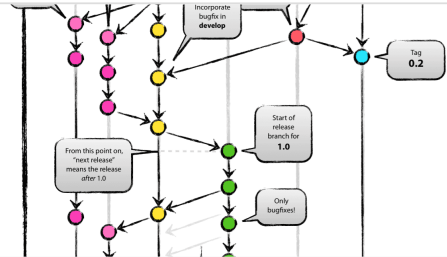 Incorporate
bugfix in
develop
Tag
0.2
Start of
release
branch for
1.0
From this point on,
"next release"
means the release
after 1.0
Only
bugfixes!